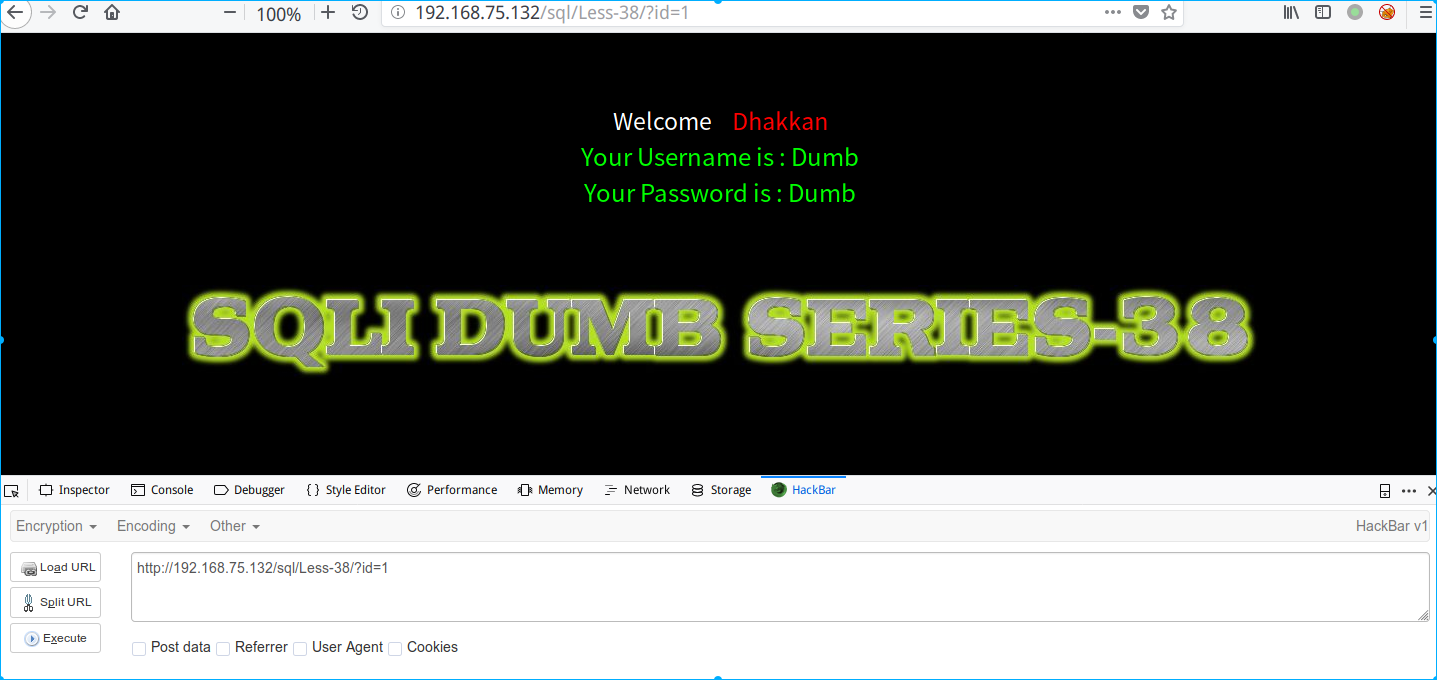 100% 192.168.75.132/sql/Less-38/?id=1
Welcome Dhakkan
Your Username is : Dumb
Your Password is : Dumb
SQLI DUMB SERIES-38
Inspector Console Debugger { } Style Editor Performance Memory Network Storage HackBar
Encryption Encoding Other HackBar v1
Load URL http://192.168.75.132/sql/Less-38/?id=1
Split URL
Execute
Post data Referrer User Agent Cookies